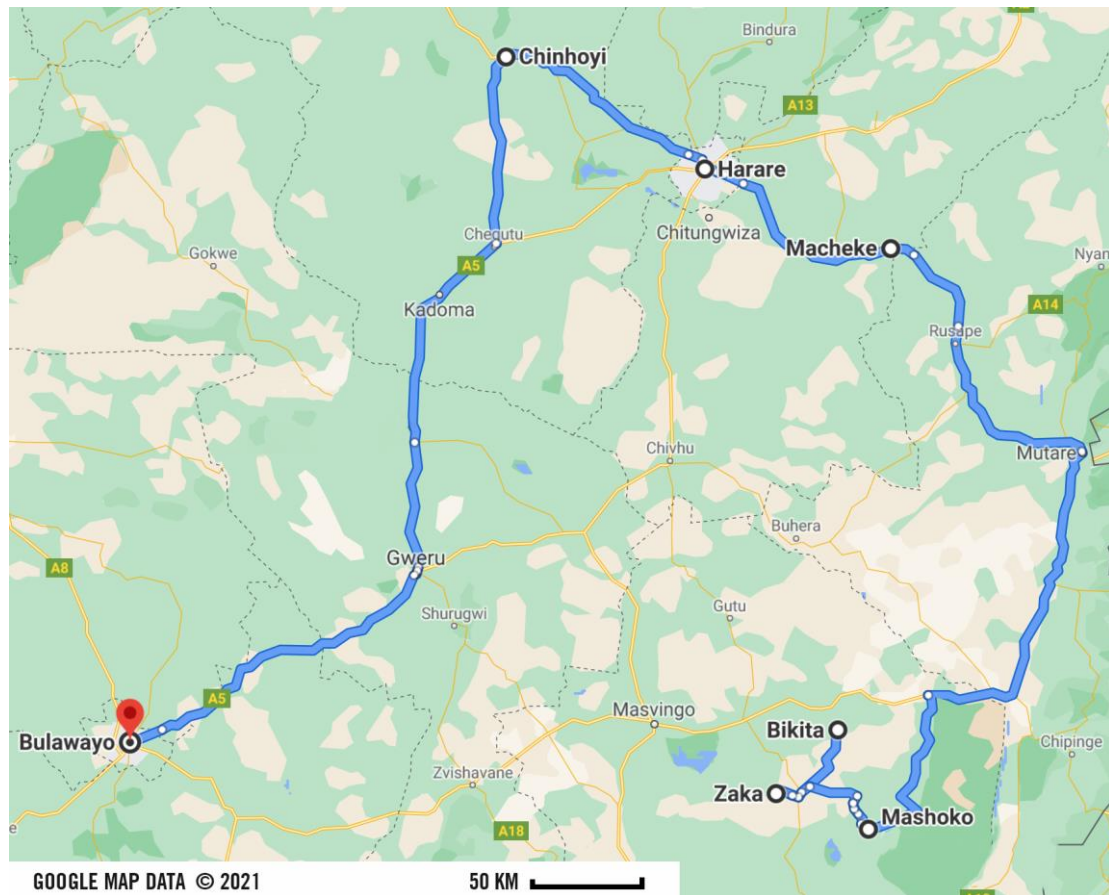 Bindura
Chinhoyi
A13
Harare
Chegutu
Chitungwiza
Macheke
Gokwe
A5
Nyan
Kadoma
A14
Rusape
Chivhu
Mutare
Buhera
Gweru
A8
Shurugwi
Gutu
A5
Masvingo
Bikita
Bulawayo
Chipinge
Zvishavane
Zaka
Mashoko
e
A18
GOOGLE MAP DATA © 2021
50 KM